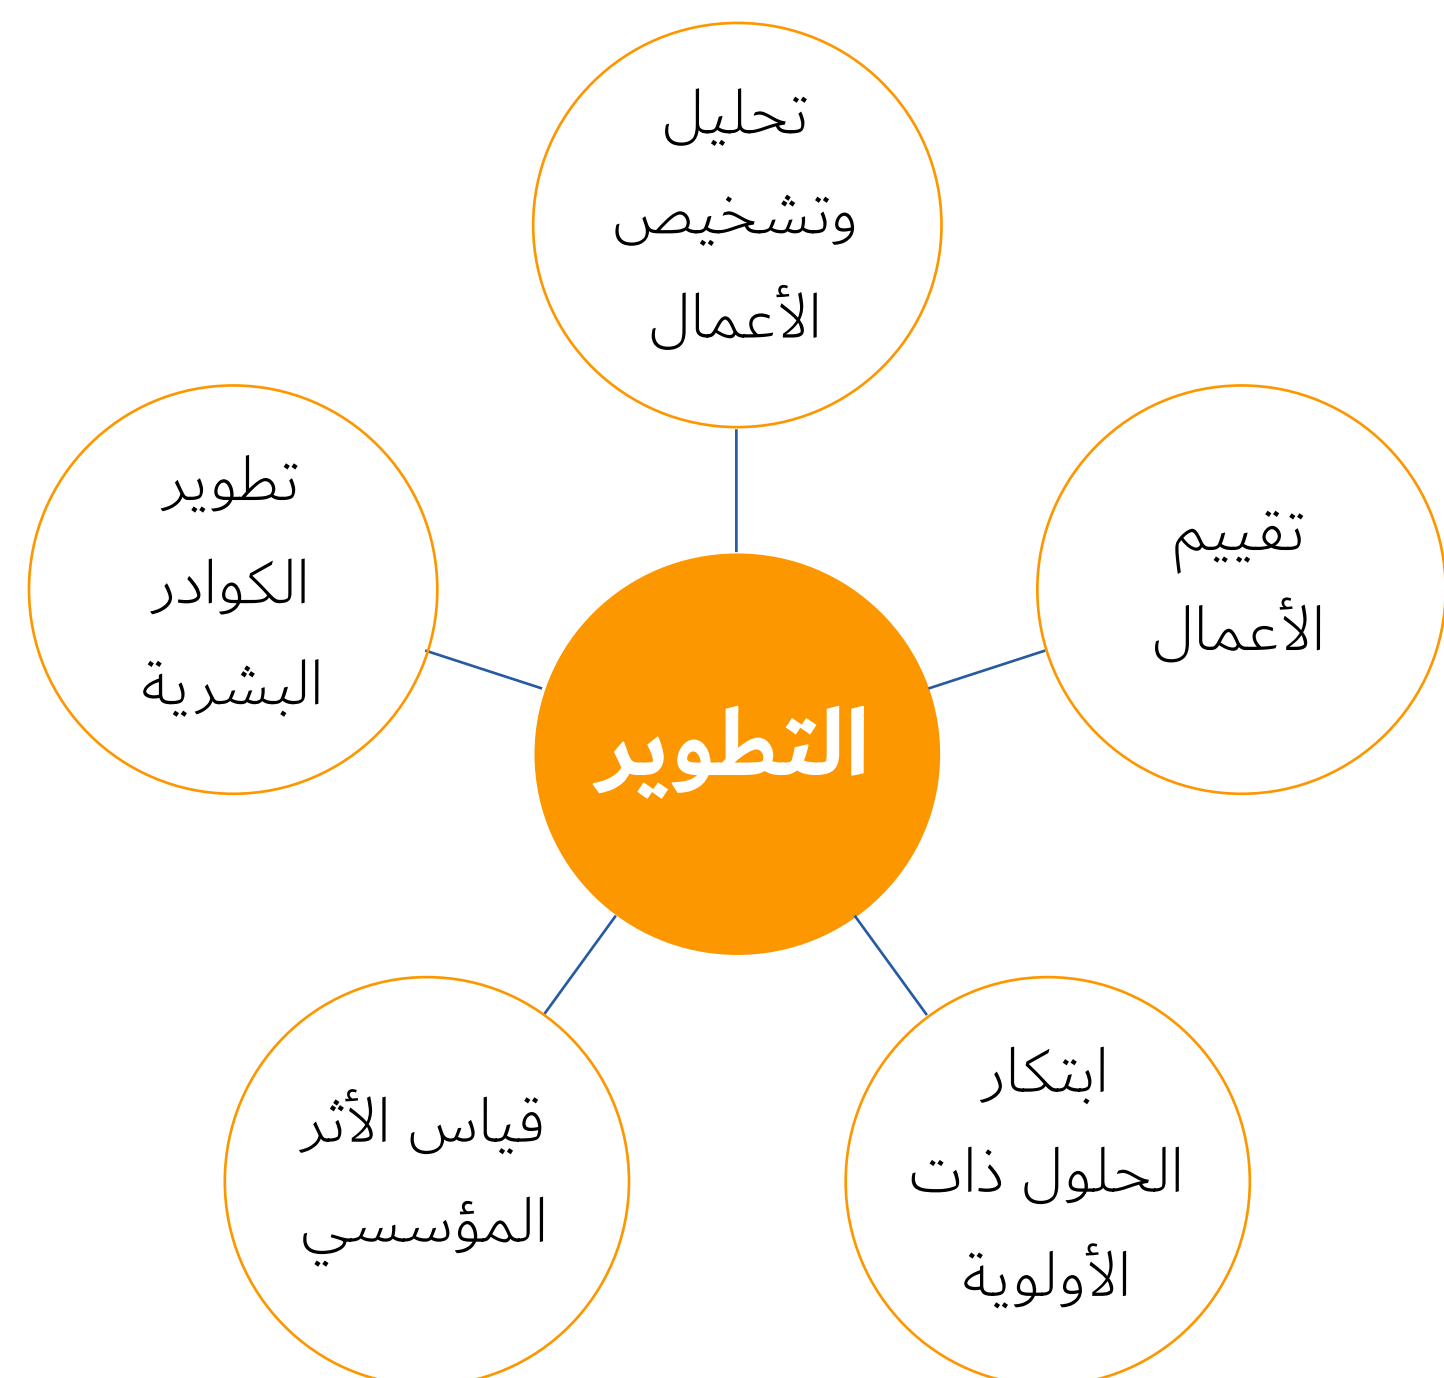 تحليل
وتشخيص
الأعمال
تقييم
الأعمال
تطوير
الكوادر
البشرية
التطوير
ابتكار
الحلول ذات
الأولوية
قياس الأثر
المؤسسي